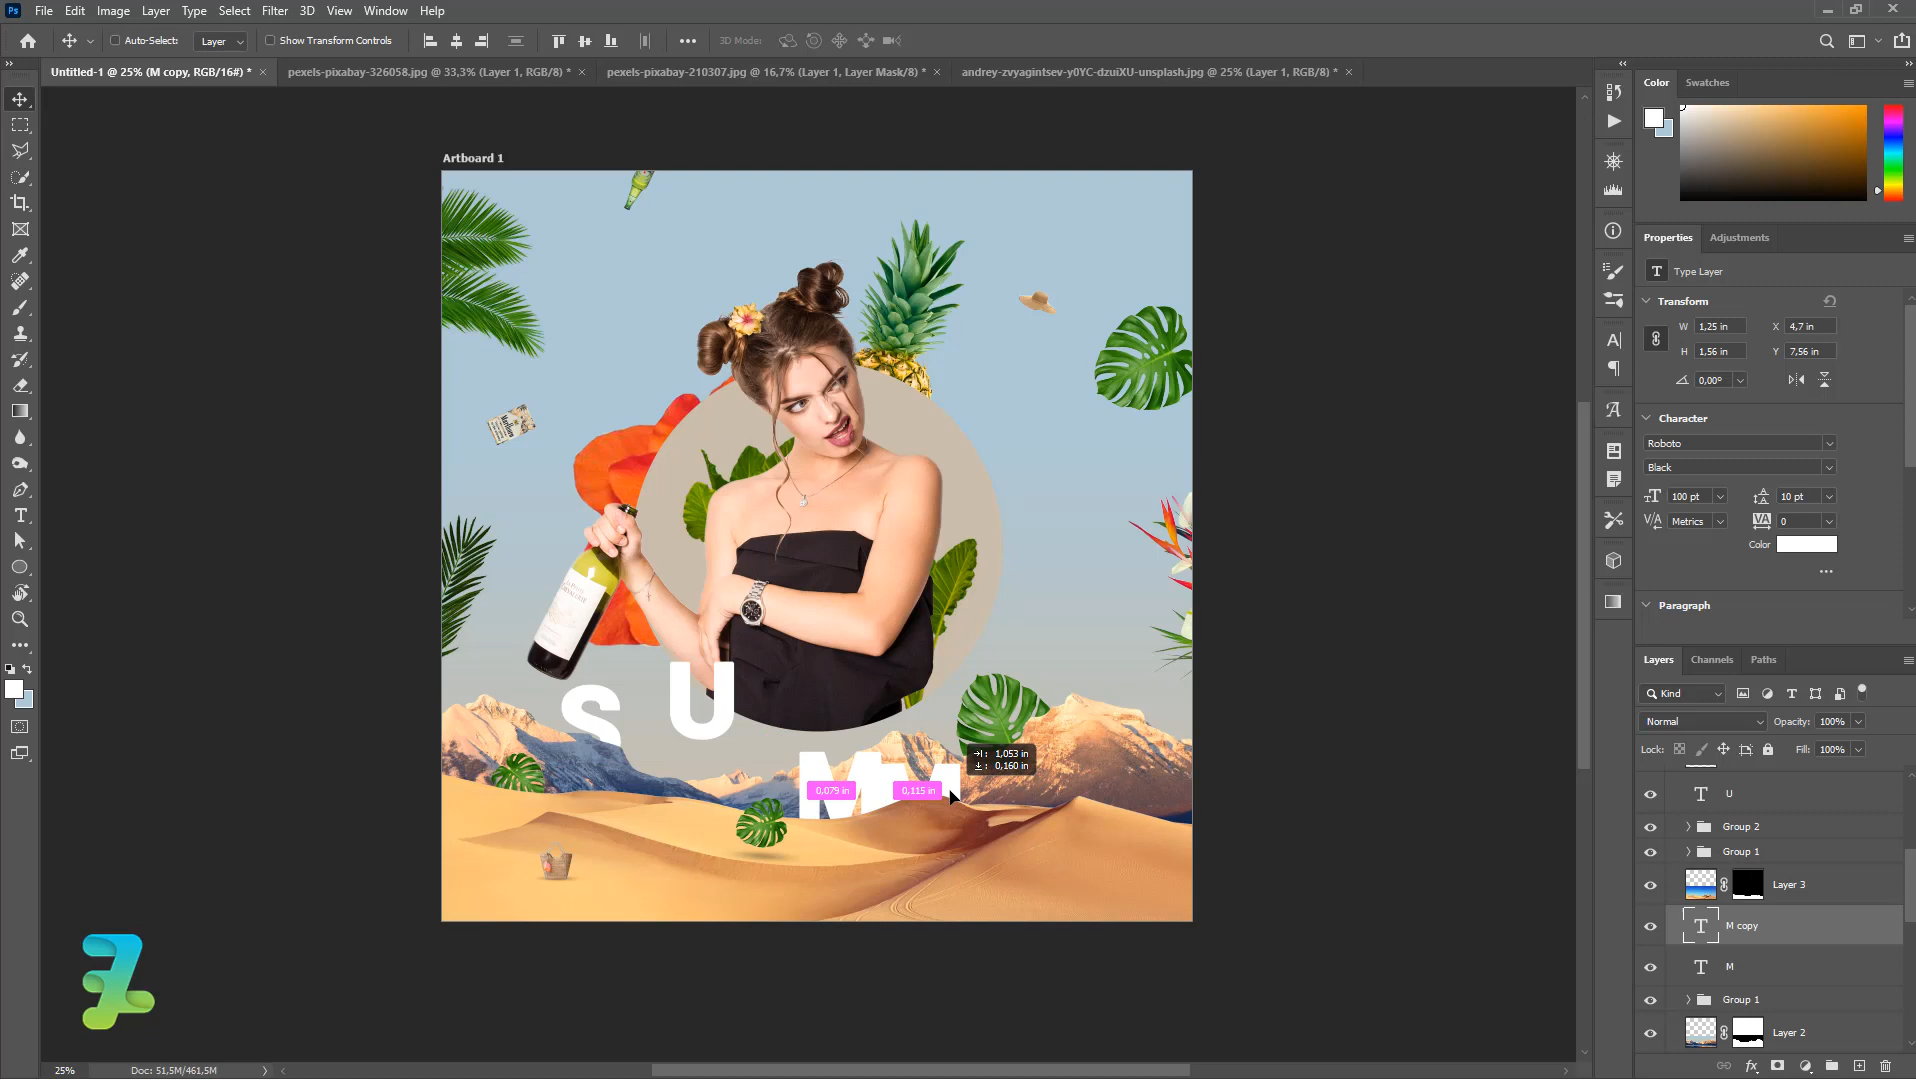 Ps File Edit Image Layer Type Select Filter 3D View Window Help
Auto-Select: Layer Show Transform Controls 3D Mode:
Untitled-1 @ 25% (M copy, RGB/16#) * pexels-pixabay-326058.jpg @ 33,3% (Layer 1, RGB/8) * pexels-pixabay-210307.jpg @ 16,7% (Layer 1, Layer Mask/8) * andrey-zvyagintsev-y0YC-dzuiXU-unsplash.jpg @ 25% (Layer 1, RGB/8) *
Color Swatches
Artboard 1
Properties Adjustments
Type Layer
Transform
W 1,25 in X 4,7 in
H 1,56 in Y 7,56 in
0,00°
Character
Roboto
Black
100 pt 10 pt
Metrics 0
Color
Paragraph
S U
M M
1,053 in
0,160 in
0,079 in 0,115 in
Layers Channels Paths
Kind
Normal Opacity: 100%
Lock: Fill: 100%
U
Group 2
Group 1
Layer 3
M copy
M
Group 1
Layer 2
25% Doc: 51,5M/461,5M